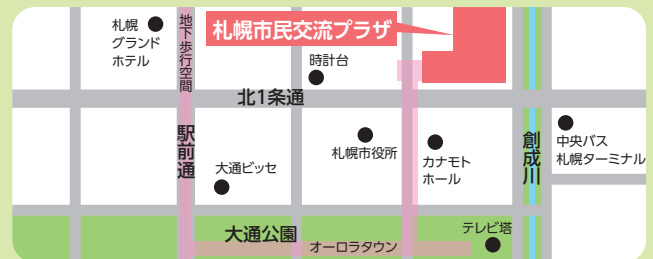 札幌
グランド
ホテル
地下歩行空間
札幌市民交流プラザ
時計台
北1条通
駅前通
札幌市役所
カナモト
ホール
創成川
中央バス
札幌ターミナル
大通ビッセ
大通公園
オーロラタウン
テレビ塔